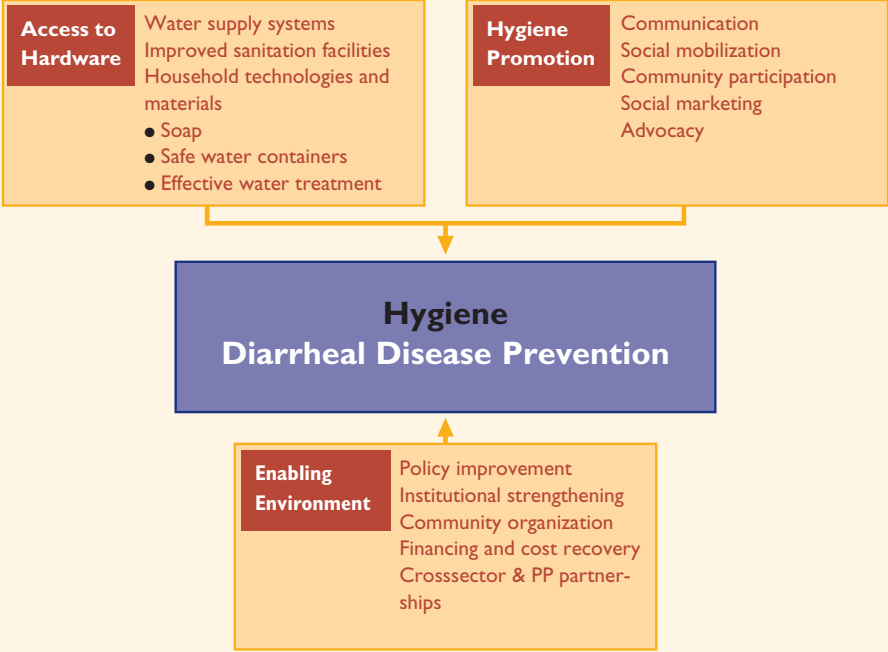 Access to
Hardware
Water supply systems
Improved sanitation facilities
Household technologies and
materials
● Soap
● Safe water containers
● Effective water treatment
Hygiene
Promotion
Communication
Social mobilization
Community participation
Social marketing
Advocacy
Hygiene
Diarrheal Disease Prevention
Enabling
Environment
Policy improvement
Institutional strengthening
Community organization
Financing and cost recovery
Crosssector & PP partner-
ships